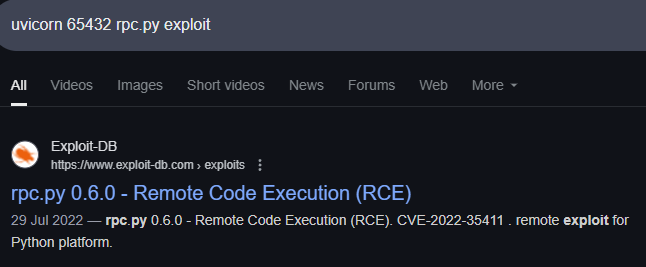 uvicorn 65432 rpc.py exploit
All Videos Images Short videos News Forums Web More
Exploit-DB
https://www.exploit-db.com › exploits
rpc.py 0.6.0 - Remote Code Execution (RCE)
29 Jul 2022 — rpc.py 0.6.0 - Remote Code Execution (RCE). CVE-2022-35411 . remote exploit for
Python platform.